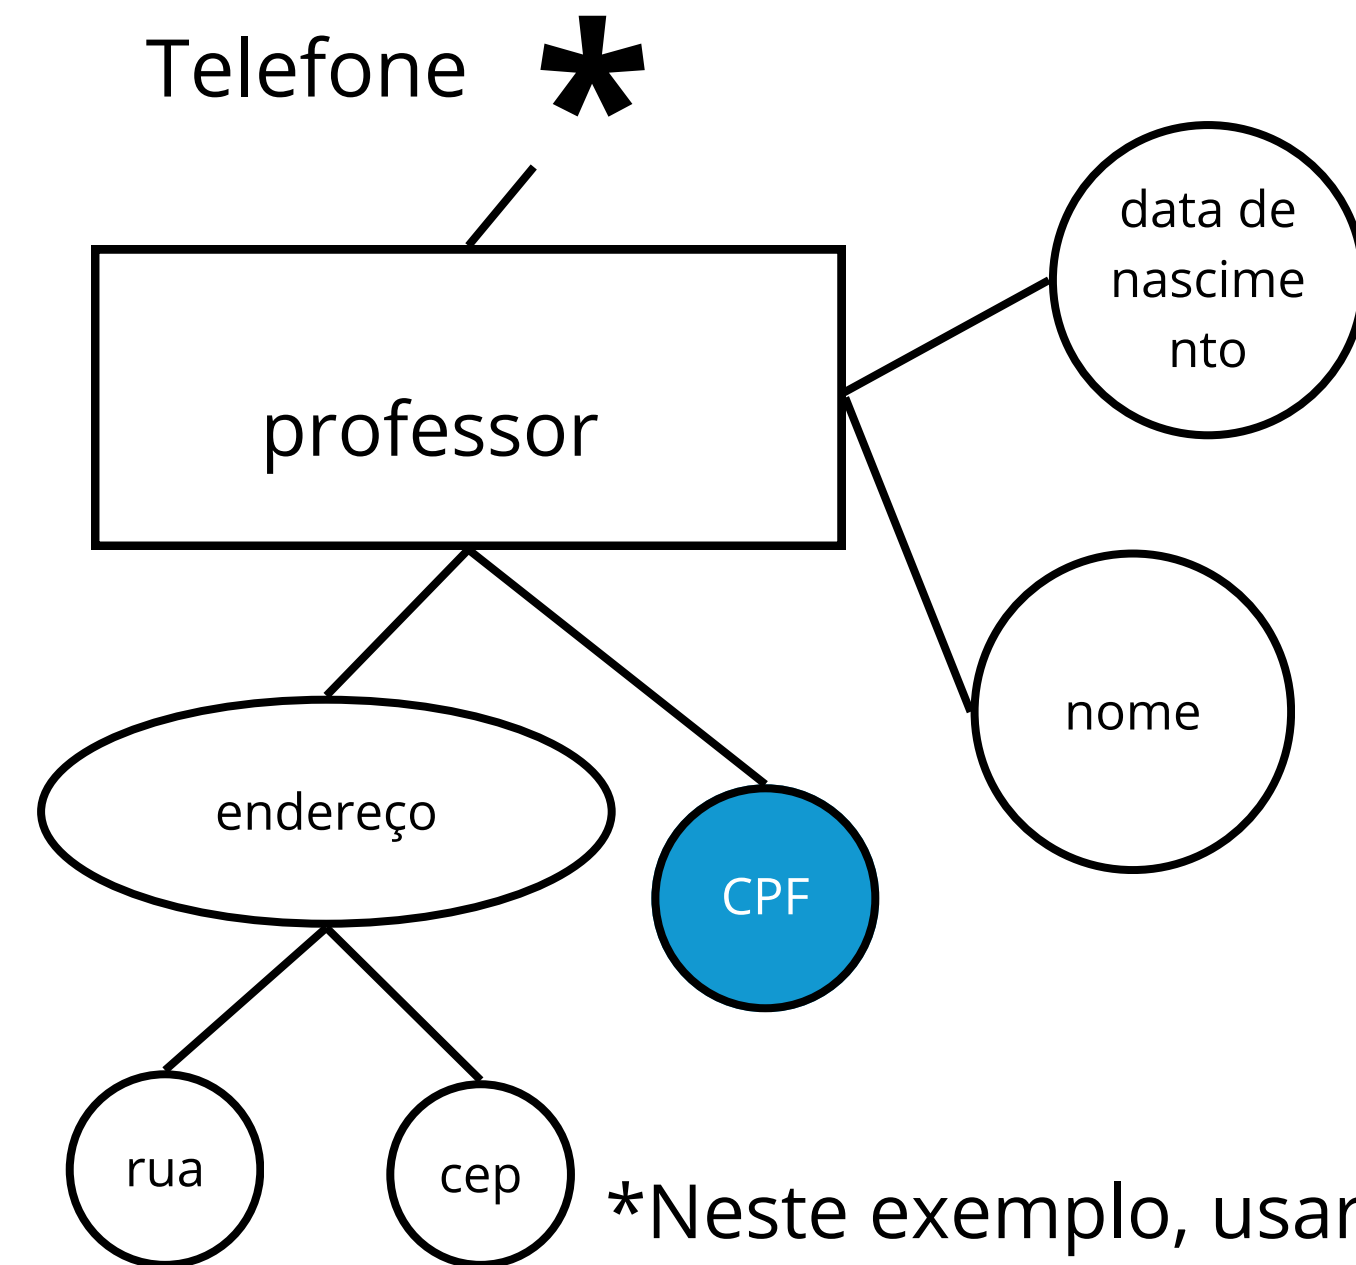 Telefone *
data de
nascime
nto
professor
nome
endereço
CPF
rua
cep
*Neste exemplo, usar